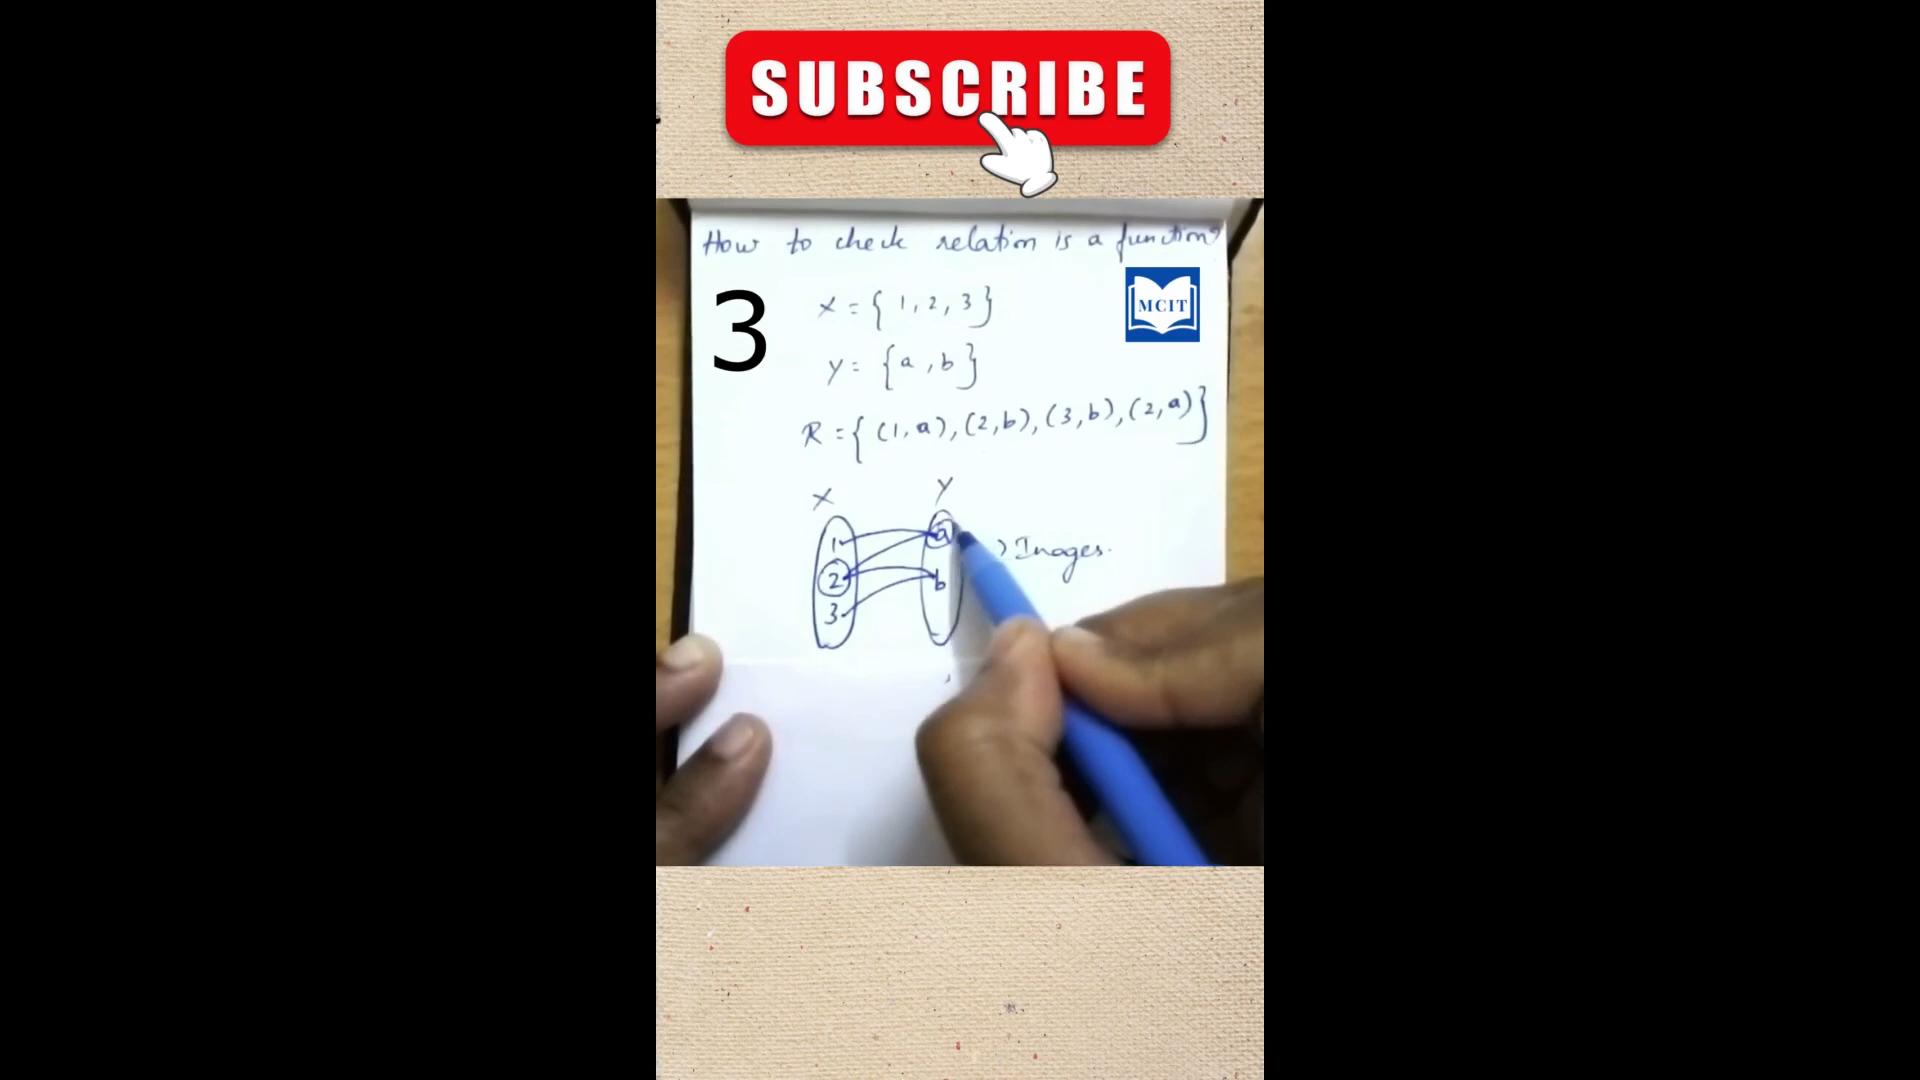 SUBSCRIBE
How to check relation is a function?
3
X = { 1, 2, 3 }
MCIT
Y = { a, b }
R = { (1, a), (2, b), (3, b), (2, a) }
X Y
1 a
) Inages.
2 b
3